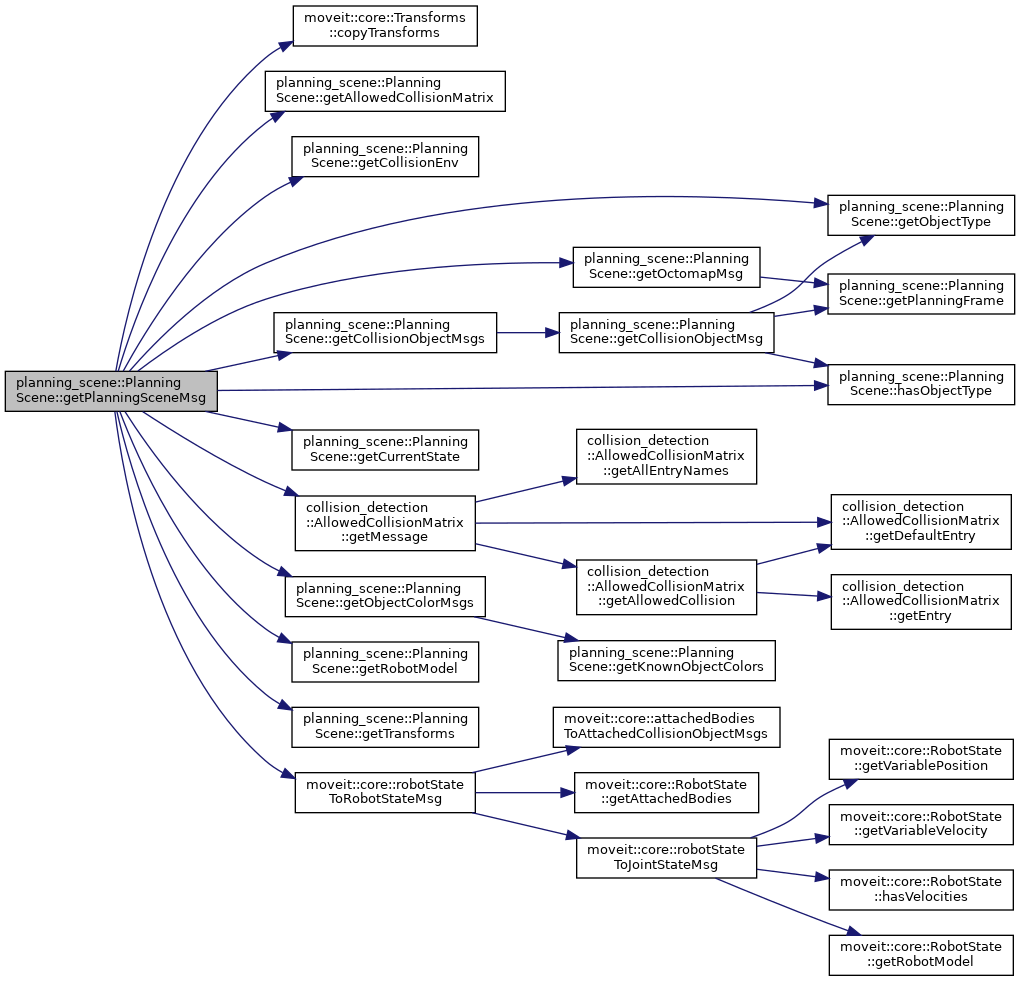 moveit::core::Transforms
::copyTransforms
planning_scene::Planning
Scene::getAllowedCollisionMatrix
planning_scene::Planning
Scene::getCollisionEnv
planning_scene::Planning
Scene::getObjectType
planning_scene::Planning
Scene::getOctomapMsg
planning_scene::Planning
Scene::getPlanningFrame
planning_scene::Planning
Scene::getCollisionObjectMsgs
planning_scene::Planning
Scene::getCollisionObjectMsg
planning_scene::Planning
Scene::hasObjectType
planning_scene::Planning
Scene::getPlanningSceneMsg
planning_scene::Planning
Scene::getCurrentState
collision_detection
::AllowedCollisionMatrix
::getAllEntryNames
collision_detection
::AllowedCollisionMatrix
::getMessage
collision_detection
::AllowedCollisionMatrix
::getDefaultEntry
collision_detection
::AllowedCollisionMatrix
::getAllowedCollision
collision_detection
::AllowedCollisionMatrix
::getEntry
planning_scene::Planning
Scene::getObjectColorMsgs
planning_scene::Planning
Scene::getKnownObjectColors
planning_scene::Planning
Scene::getRobotModel
planning_scene::Planning
Scene::getTransforms
moveit::core::attachedBodies
ToAttachedCollisionObjectMsgs
moveit::core::robotState
ToRobotStateMsg
moveit::core::RobotState
::getAttachedBodies
moveit::core::RobotState
::getVariablePosition
moveit::core::RobotState
::getVariableVelocity
moveit::core::robotState
ToJointStateMsg
moveit::core::RobotState
::hasVelocities
moveit::core::RobotState
::getRobotModel